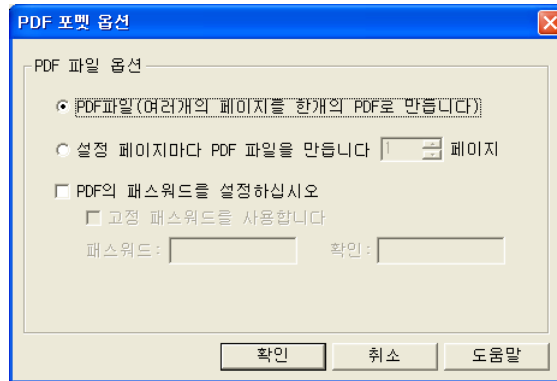 PDF 포멧 옵션
PDF 파일 옵션
PDF파일(여러개의 페이지를 한개의 PDF로 만듭니다)
설정 페이지마다 PDF 파일을 만듭니다 1 페이지
PDF의 패스워드를 설정하십시오
고정 패스워드를 사용합니다
패스워드: 확인:
확인 취소 도움말